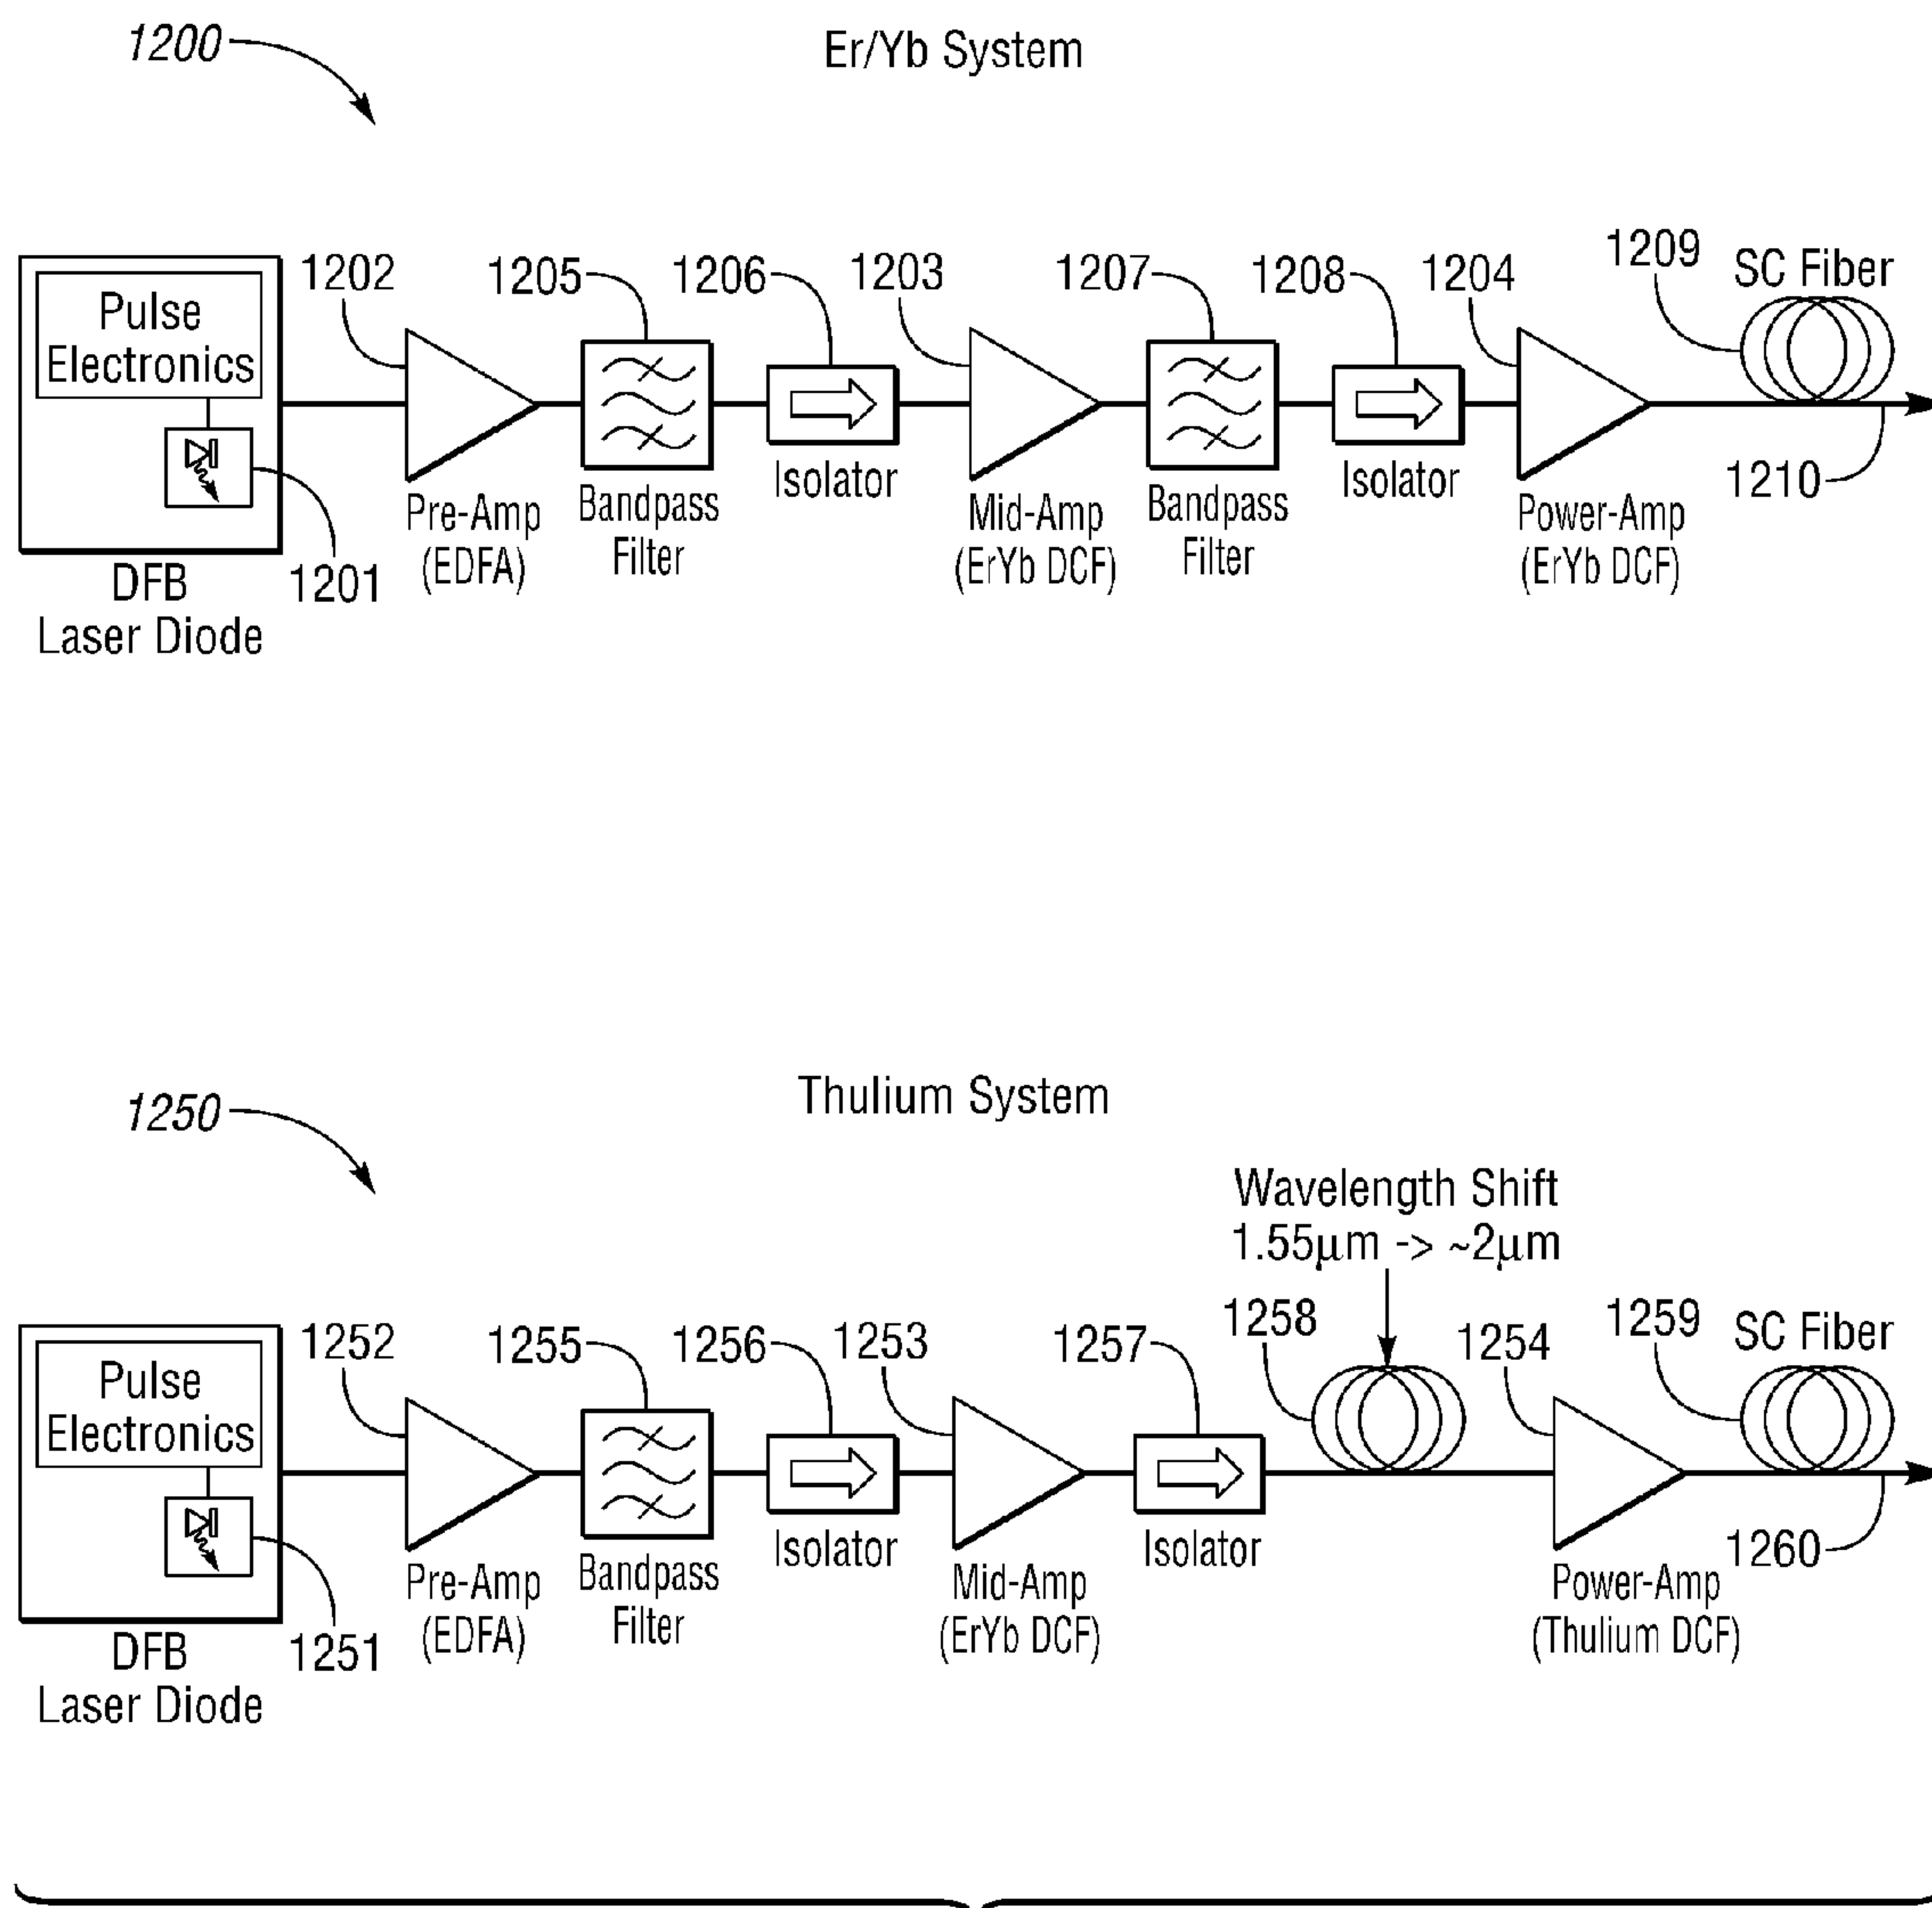 1200
Er/Yb System
Pulse
Electronics
1202
1205
1206
1203
1207
1208
1204
1209
SC Fiber
DFB
Laser Diode
1201
Pre-Amp
(EDFA)
Bandpass
Filter
Isolator
Mid-Amp
(ErYb DCF)
Bandpass
Filter
Isolator
Power-Amp
(ErYb DCF)
1210
1250
Thulium System
Wavelength Shift
1.55µm -> ~2µm
Pulse
Electronics
1252
1255
1256
1253
1257
1258
1254
1259
SC Fiber
DFB
Laser Diode
1251
Pre-Amp
(EDFA)
Bandpass
Filter
Isolator
Mid-Amp
(ErYb DCF)
Isolator
Power-Amp
(Thulium DCF)
1260